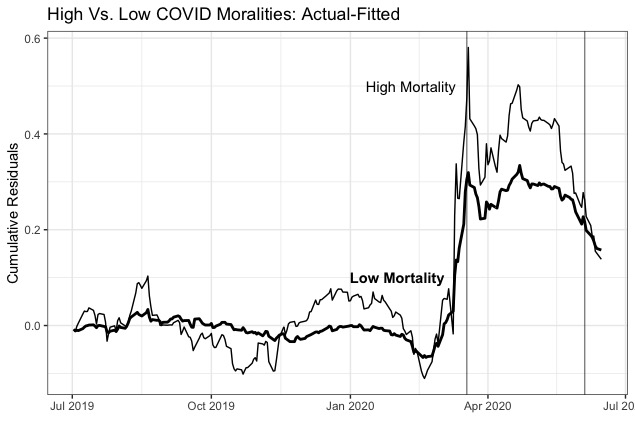 High Vs. Low COVID Moralities: Actual-Fitted
0.6
High Mortality
0.4
Cumulative Residuals
0.2
Low Mortality
0.0
Jul 2019 Oct 2019 Jan 2020 Apr 2020 Jul 20